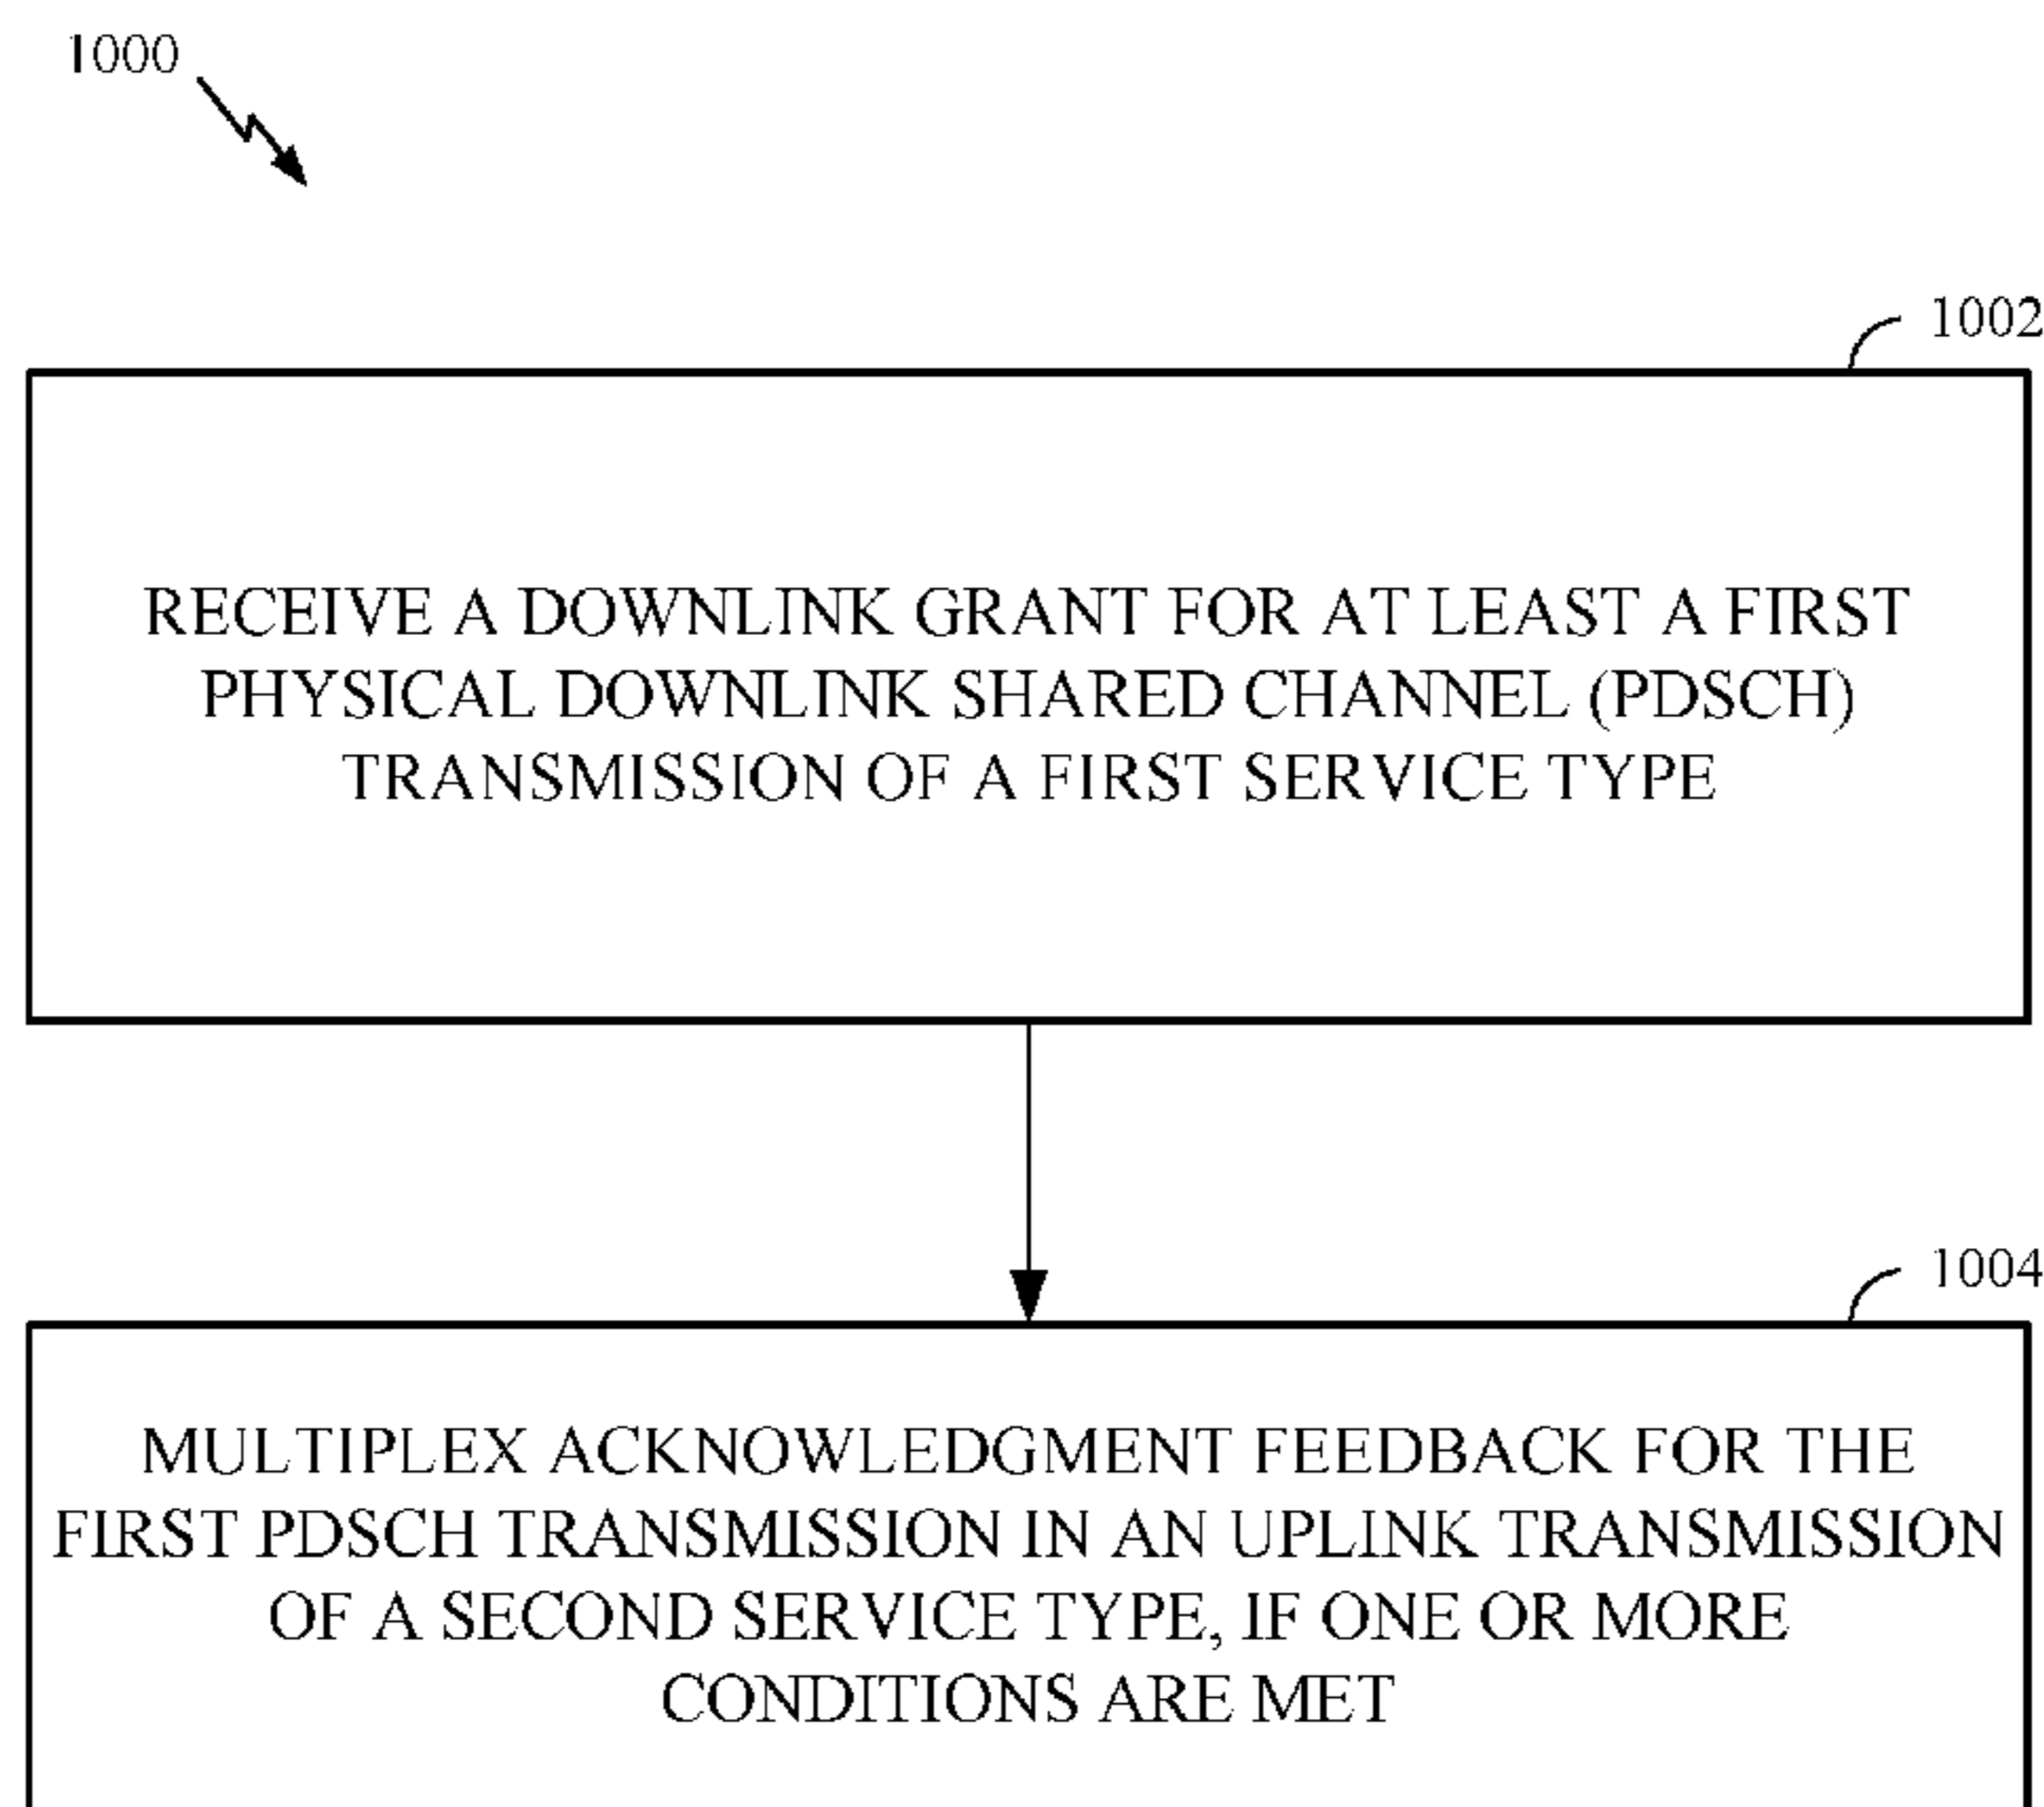 1000
1002
RECEIVE A DOWNLINK GRANT FOR AT LEAST A FIRST
PHYSICAL DOWNLINK SHARED CHANNEL (PDSCH)
TRANSMISSION OF A FIRST SERVICE TYPE
1004
MULTIPLEX ACKNOWLEDGMENT FEEDBACK FOR THE
FIRST PDSCH TRANSMISSION IN AN UPLINK TRANSMISSION
OF A SECOND SERVICE TYPE, IF ONE OR MORE
CONDITIONS ARE MET